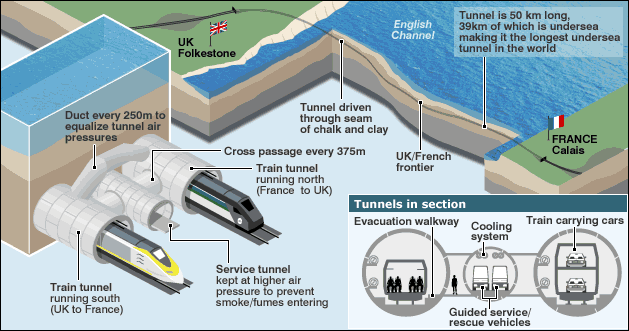 UK
Folkestone
English
Channel
Tunnel is 50 km long,
39km of which is undersea
making it the longest undersea
tunnel in the world
Duct every 250m to
equalize tunnel air
pressures
Tunnel driven
through seam
of chalk and clay
FRANCE
Calais
Cross passage every 375m
UK/French
frontier
Train tunnel
running north
(France to UK)
Train tunnel
running south
(UK to France)
Service tunnel
kept at higher air
pressure to prevent
smoke/fumes entering
Tunnels in section
Evacuation walkway
Cooling
system
Train carrying cars
Guided service/
rescue vehicles